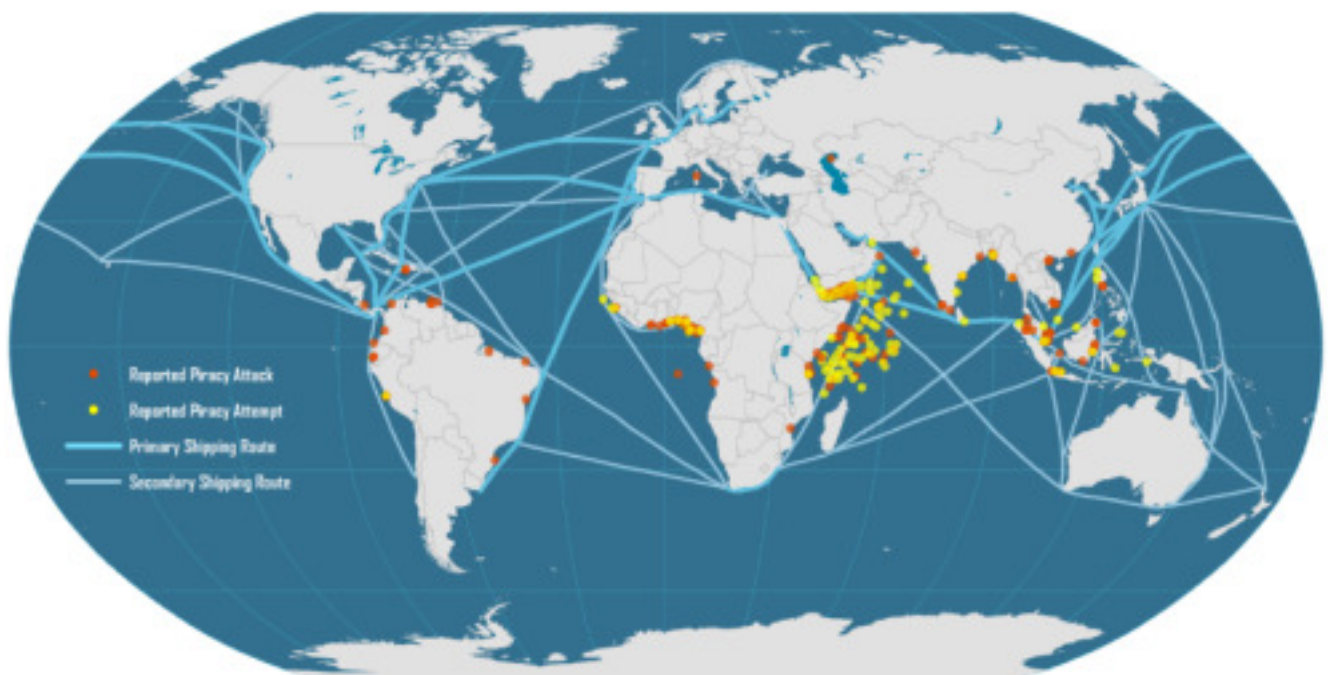 Reported Piracy Attack
Reported Piracy Attempt
Primary Shipping Route
Secondary Shipping Route